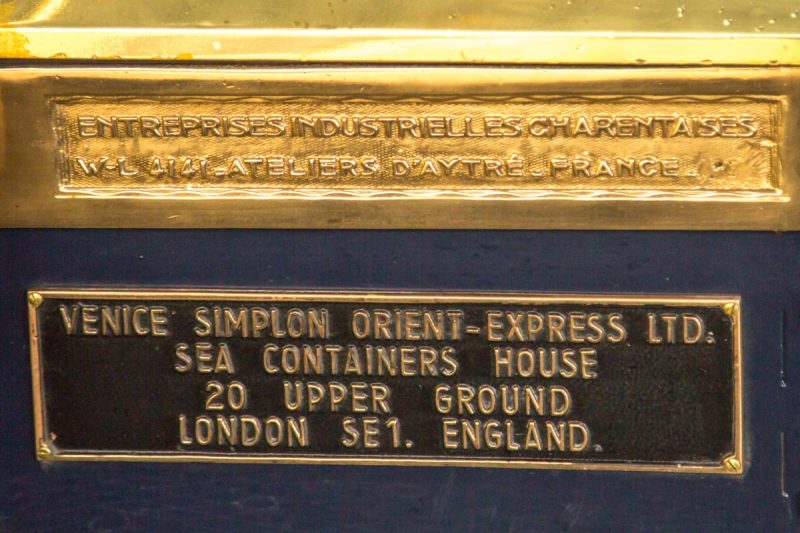 ENTREPRISES INDUSTRIELLES CHARENTAISES
W-L 4141-ATELIERS D'AYTRÉ-FRANCE-
VENICE SIMPLON ORIENT-EXPRESS LTD.
SEA CONTAINERS HOUSE
20 UPPER GROUND
LONDON SE1. ENGLAND.